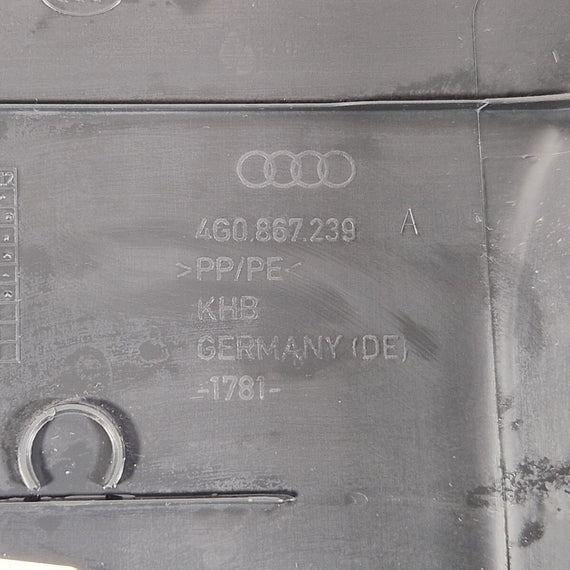 4G0.867.239 A
>PP/PE<
KHB
GERMANY (DE)
-1781-